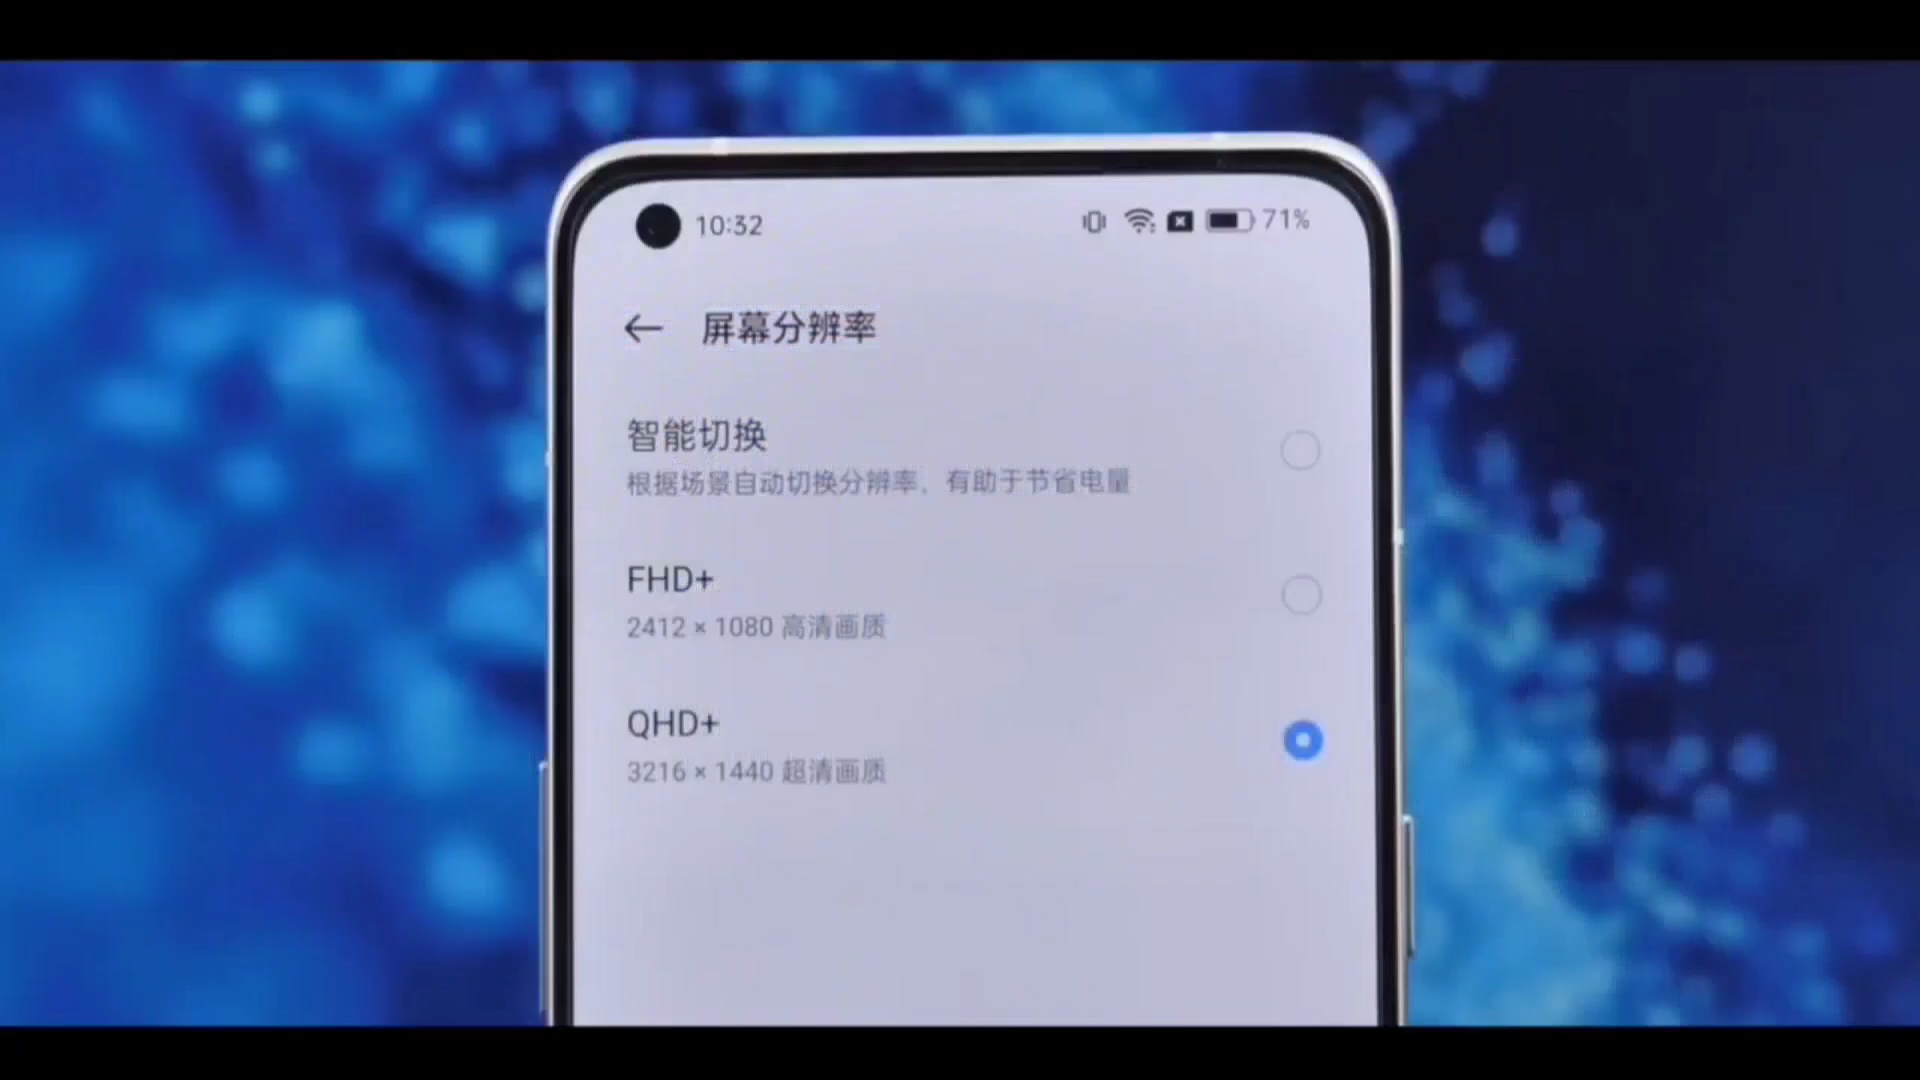 10:32
71%
屏幕分辨率
智能切换
根据场景自动切换分辨率，有助于节省电量
FHD+
2412 × 1080 高清画质
QHD+
3216 × 1440 超清画质